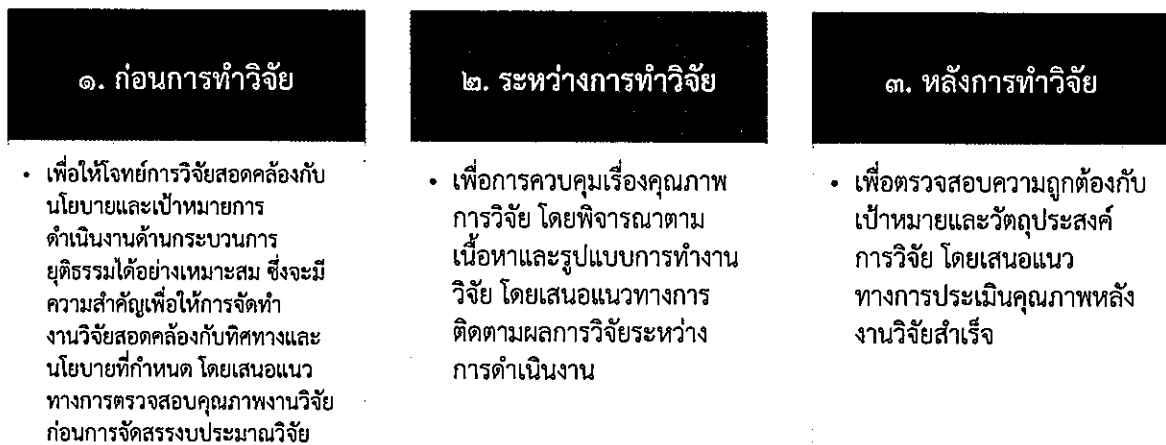 ๑. ก่อนการทำวิจัย
• เพื่อให้โจทย์การวิจัยสอดคล้องกับ
นโยบายและเป้าหมายการ
ดำเนินงานด้านกระบวนการ
ยุติธรรมได้อย่างเหมาะสม ซึ่งจะมี
ความสำคัญเพื่อให้การจัดทำ
งานวิจัยสอดคล้องกับทิศทางและ
นโยบายที่กำหนด โดยเสนอแนว
ทางการตรวจสอบคุณภาพงานวิจัย
ก่อนการจัดสรรงบประมาณวิจัย
๒. ระหว่างการทำวิจัย
• เพื่อการควบคุมเรื่องคุณภาพ
การวิจัย โดยพิจารณาตาม
เนื้อหาและรูปแบบการทำงาน
วิจัย โดยเสนอแนวทางการ
ติดตามผลการวิจัยระหว่าง
การดำเนินงาน
๓. หลังการทำวิจัย
• เพื่อตรวจสอบความถูกต้องกับ
เป้าหมายและวัตถุประสงค์
การวิจัย โดยเสนอแนว
ทางการประเมินคุณภาพหลัง
งานวิจัยสำเร็จ